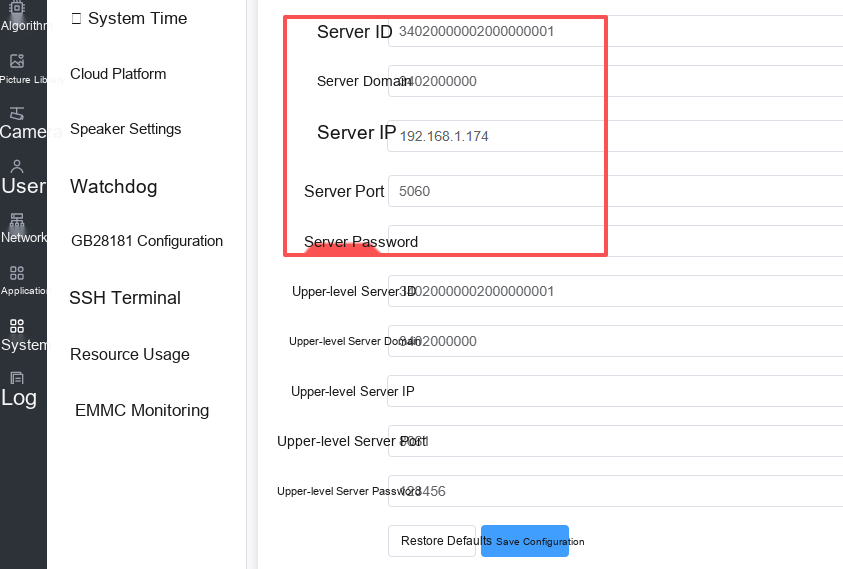 Algorithm
Picture Lib
Camera
User
Network
Application
System
Log
System Time
Cloud Platform
Speaker Settings
Watchdog
GB28181 Configuration
SSH Terminal
Resource Usage
EMMC Monitoring
Server ID 34020000002000000001
Server Domain 3402000000
Server IP 192.168.1.174
Server Port 5060
Server Password
Upper-level Server ID 34020000002000000001
Upper-level Server Domain 3402000000
Upper-level Server IP
Upper-level Server Port
Upper-level Server Password 123456
Restore Defaults Save Configuration